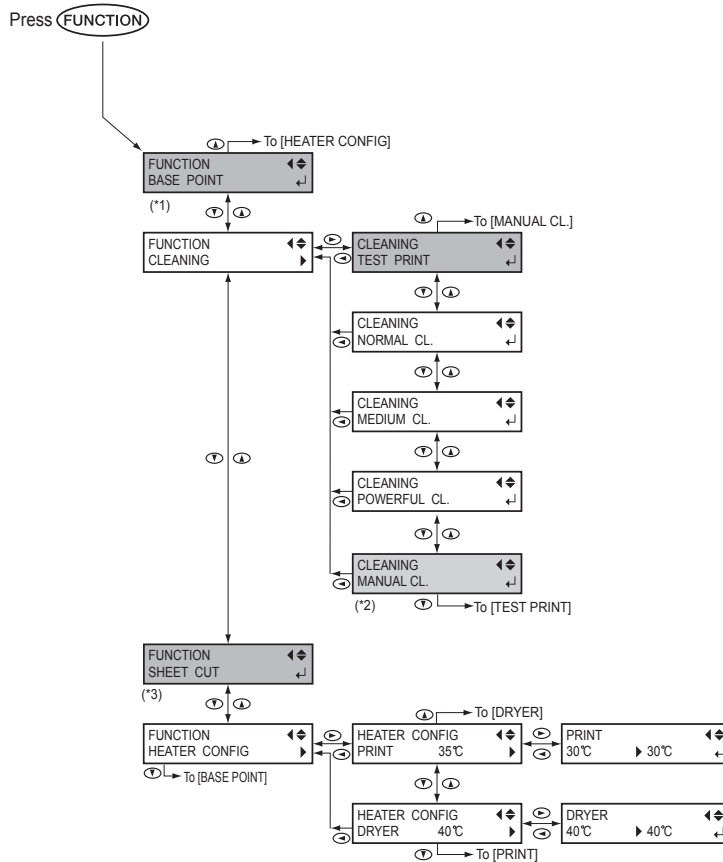 Press FUNCTION
To [HEATER CONFIG]
FUNCTION
BASE POINT
(*1)
FUNCTION
CLEANING
To [MANUAL CL.]
CLEANING
TEST PRINT
CLEANING
NORMAL CL.
CLEANING
MEDIUM CL.
CLEANING
POWERFUL CL.
CLEANING
MANUAL CL.
(*2)
To [TEST PRINT]
FUNCTION
SHEET CUT
(*3)
FUNCTION
HEATER CONFIG
To [BASE POINT]
To [DRYER]
HEATER CONFIG
PRINT 35℃
PRINT
30℃ 30℃
HEATER CONFIG
DRYER 40℃
DRYER
40℃ 40℃
To [PRINT]